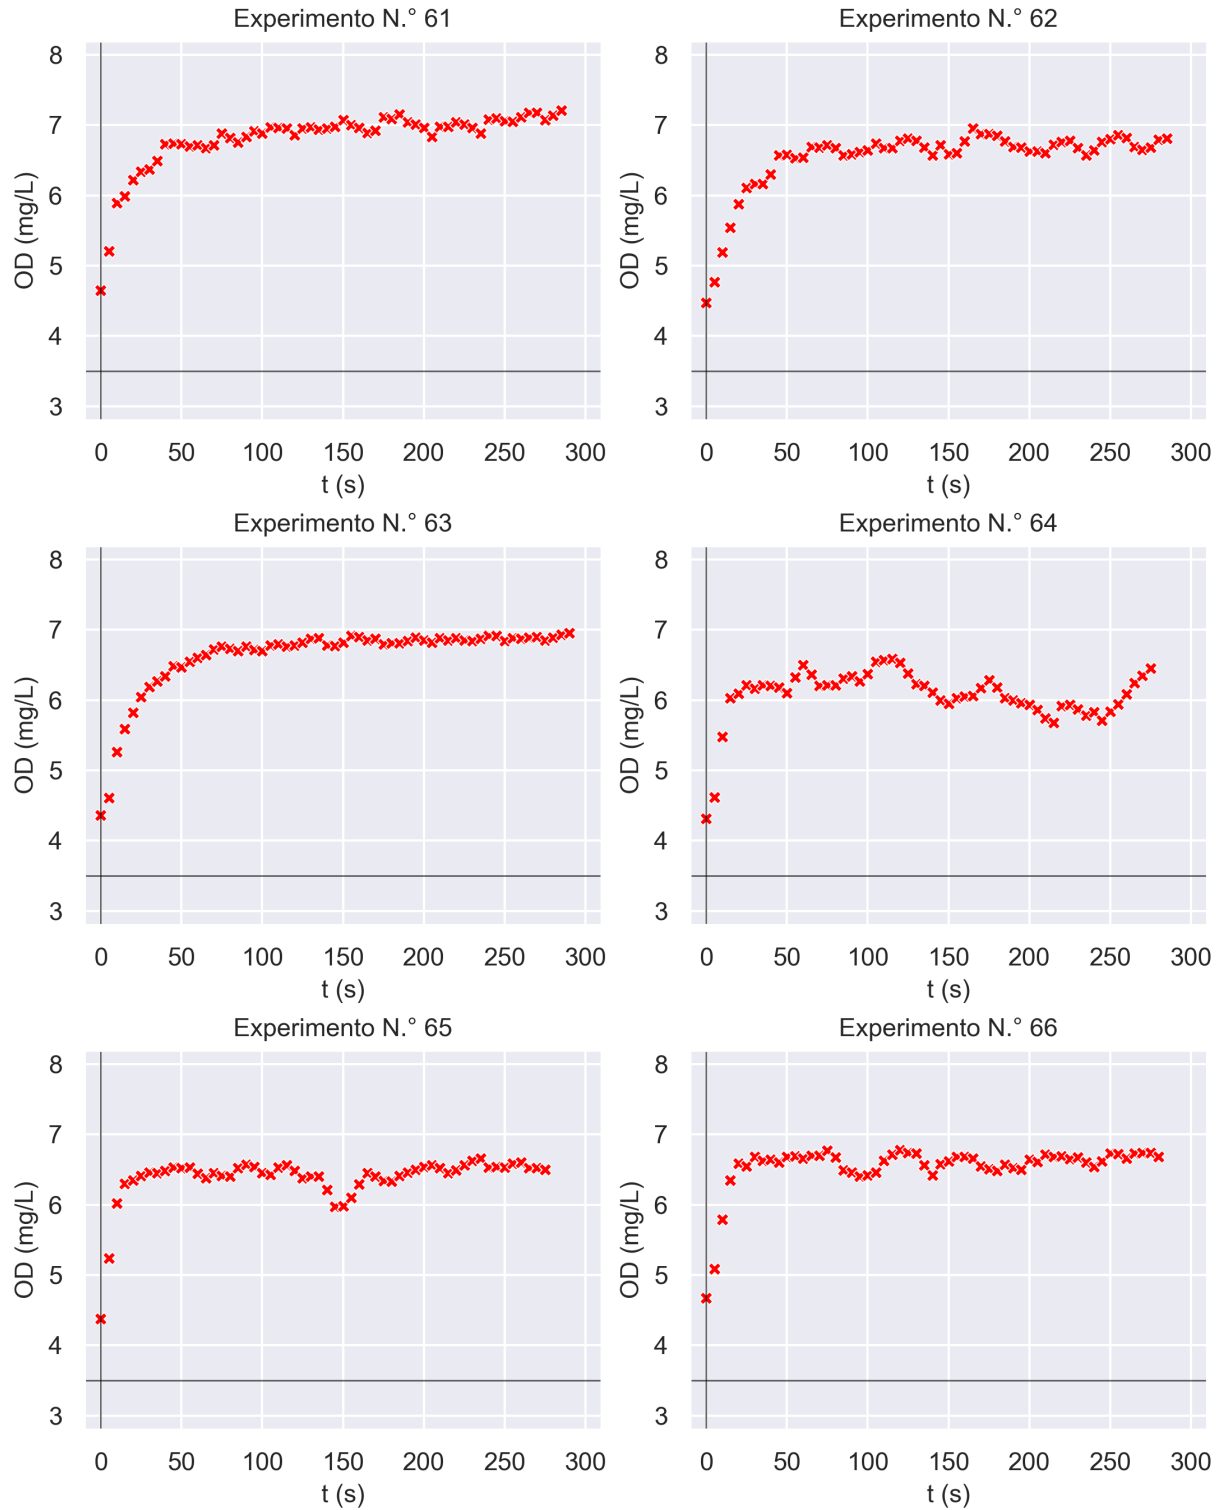 Experimento N.° 61
8
7
6
5
4
3
OD (mg/L)
0 50 100 150 200 250 300
t (s)
Experimento N.° 62
8
7
6
5
4
3
OD (mg/L)
0 50 100 150 200 250 300
t (s)
Experimento N.° 63
8
7
6
5
4
3
OD (mg/L)
0 50 100 150 200 250 300
t (s)
Experimento N.° 64
8
7
6
5
4
3
OD (mg/L)
0 50 100 150 200 250 300
t (s)
Experimento N.° 65
8
7
6
5
4
3
OD (mg/L)
0 50 100 150 200 250 300
t (s)
Experimento N.° 66
8
7
6
5
4
3
OD (mg/L)
0 50 100 150 200 250 300
t (s)